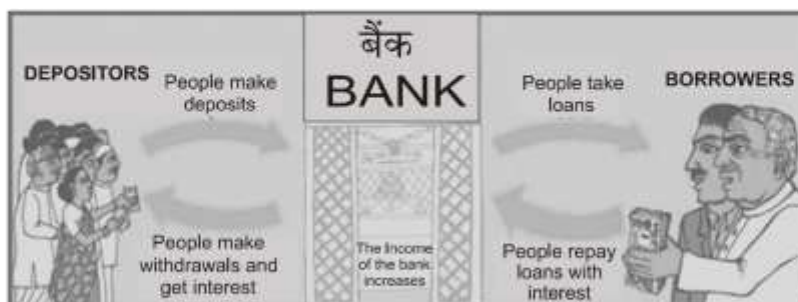 बैंक
BANK
DEPOSITORS
People make
deposits
People make
withdrawals and
get interest
The Income
of the bank
increases
People take
loans
BORROWERS
People repay
loans with
interest